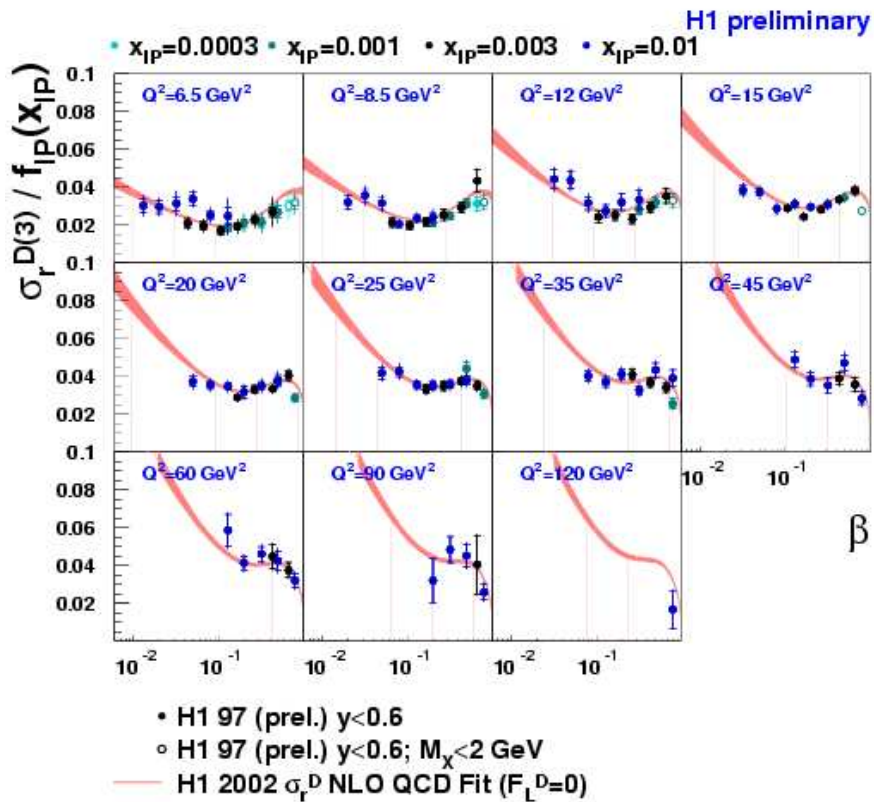 H1 preliminary
x_IP=0.0003 x_IP=0.001 x_IP=0.003 x_IP=0.01
σ_r^D(3) / f_IP(x_IP)
0.1
0.08
0.06
0.04
0.02
Q²=6.5 GeV² Q²=8.5 GeV² Q²=12 GeV² Q²=15 GeV²
0.1
0.08
0.06
0.04
0.02
Q²=20 GeV² Q²=25 GeV² Q²=35 GeV² Q²=45 GeV²
10⁻² 10⁻¹ 1
β
0.1
0.08
0.06
0.04
0.02
Q²=60 GeV² Q²=90 GeV² Q²=120 GeV²
10⁻² 10⁻¹ 10⁻² 10⁻¹ 10⁻² 10⁻¹
• H1 97 (prel.) y<0.6
○ H1 97 (prel.) y<0.6; M_X<2 GeV
H1 2002 σ_r^D NLO QCD Fit (F_L^D=0)